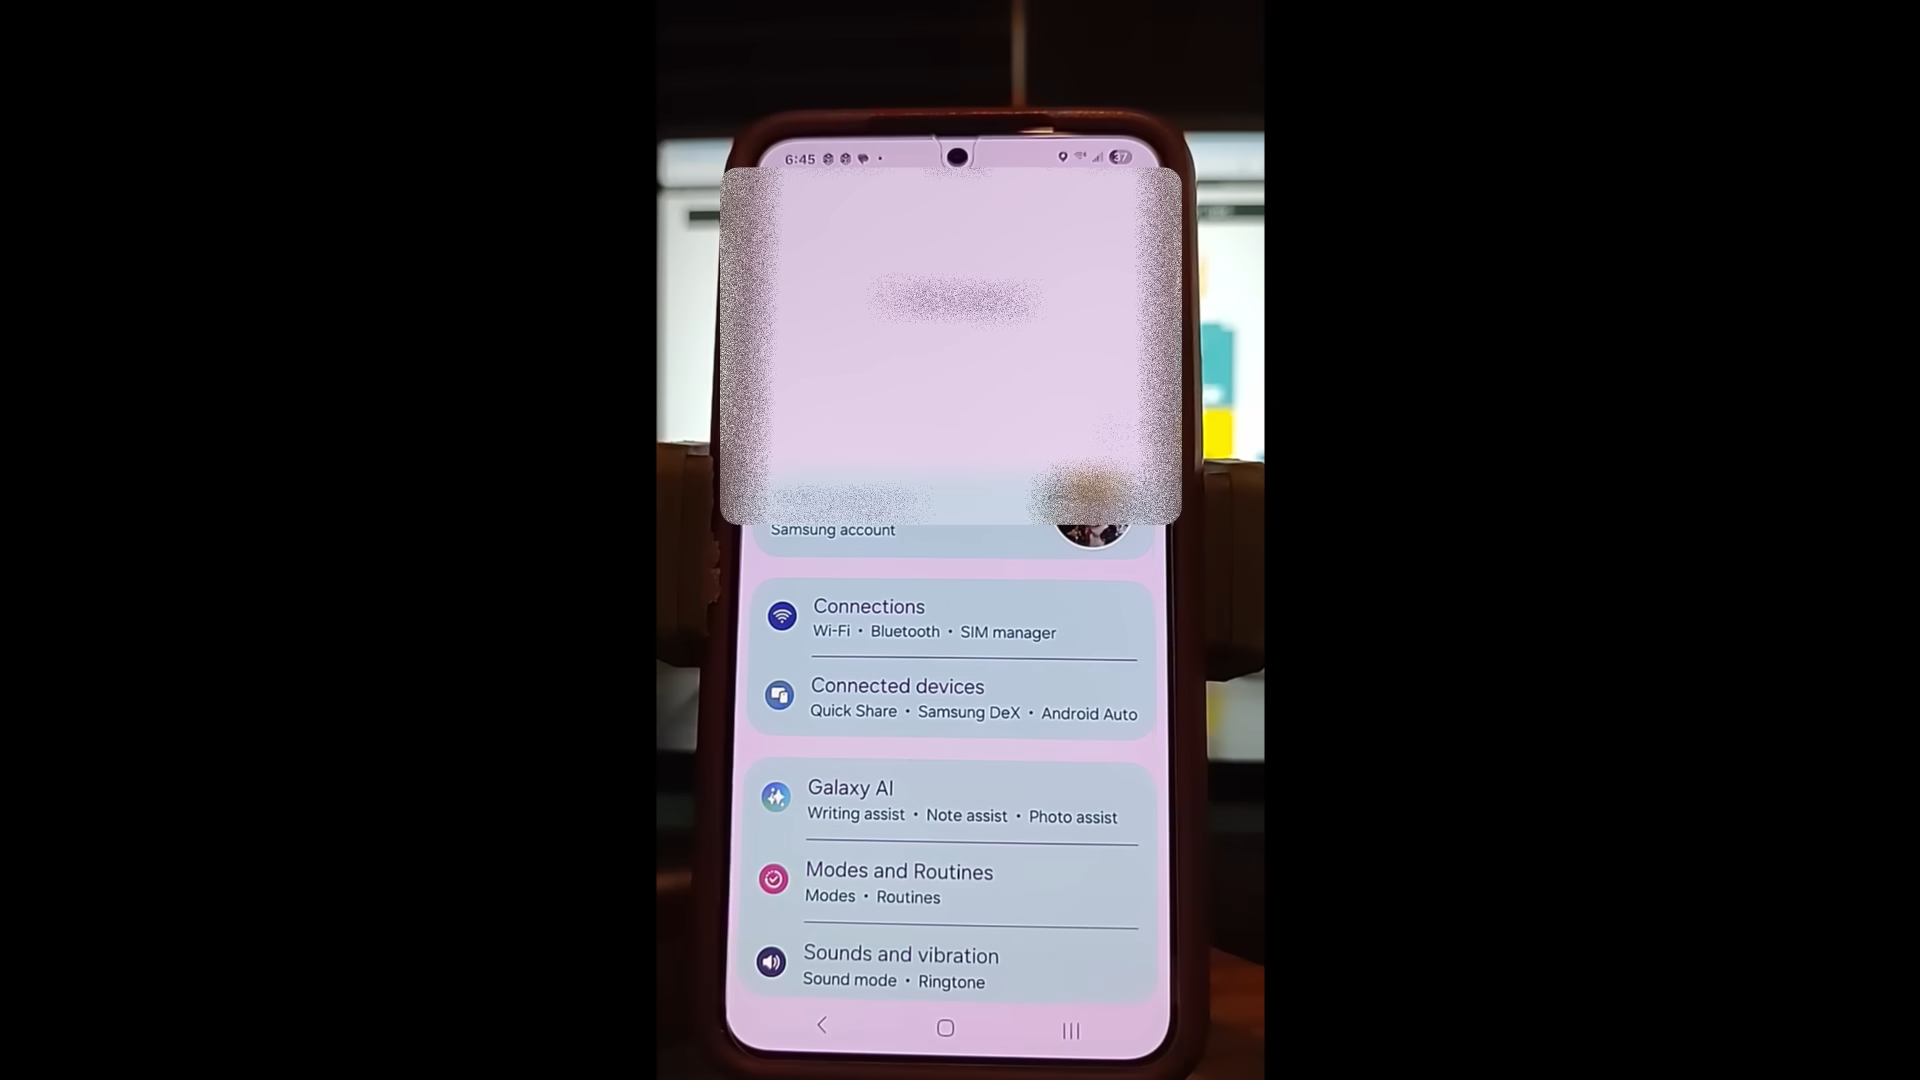 6:45 37
Samsung account
Connections
Wi-Fi • Bluetooth • SIM manager
Connected devices
Quick Share • Samsung DeX • Android Auto
Galaxy AI
Writing assist • Note assist • Photo assist
Modes and Routines
Modes • Routines
Sounds and vibration
Sound mode • Ringtone